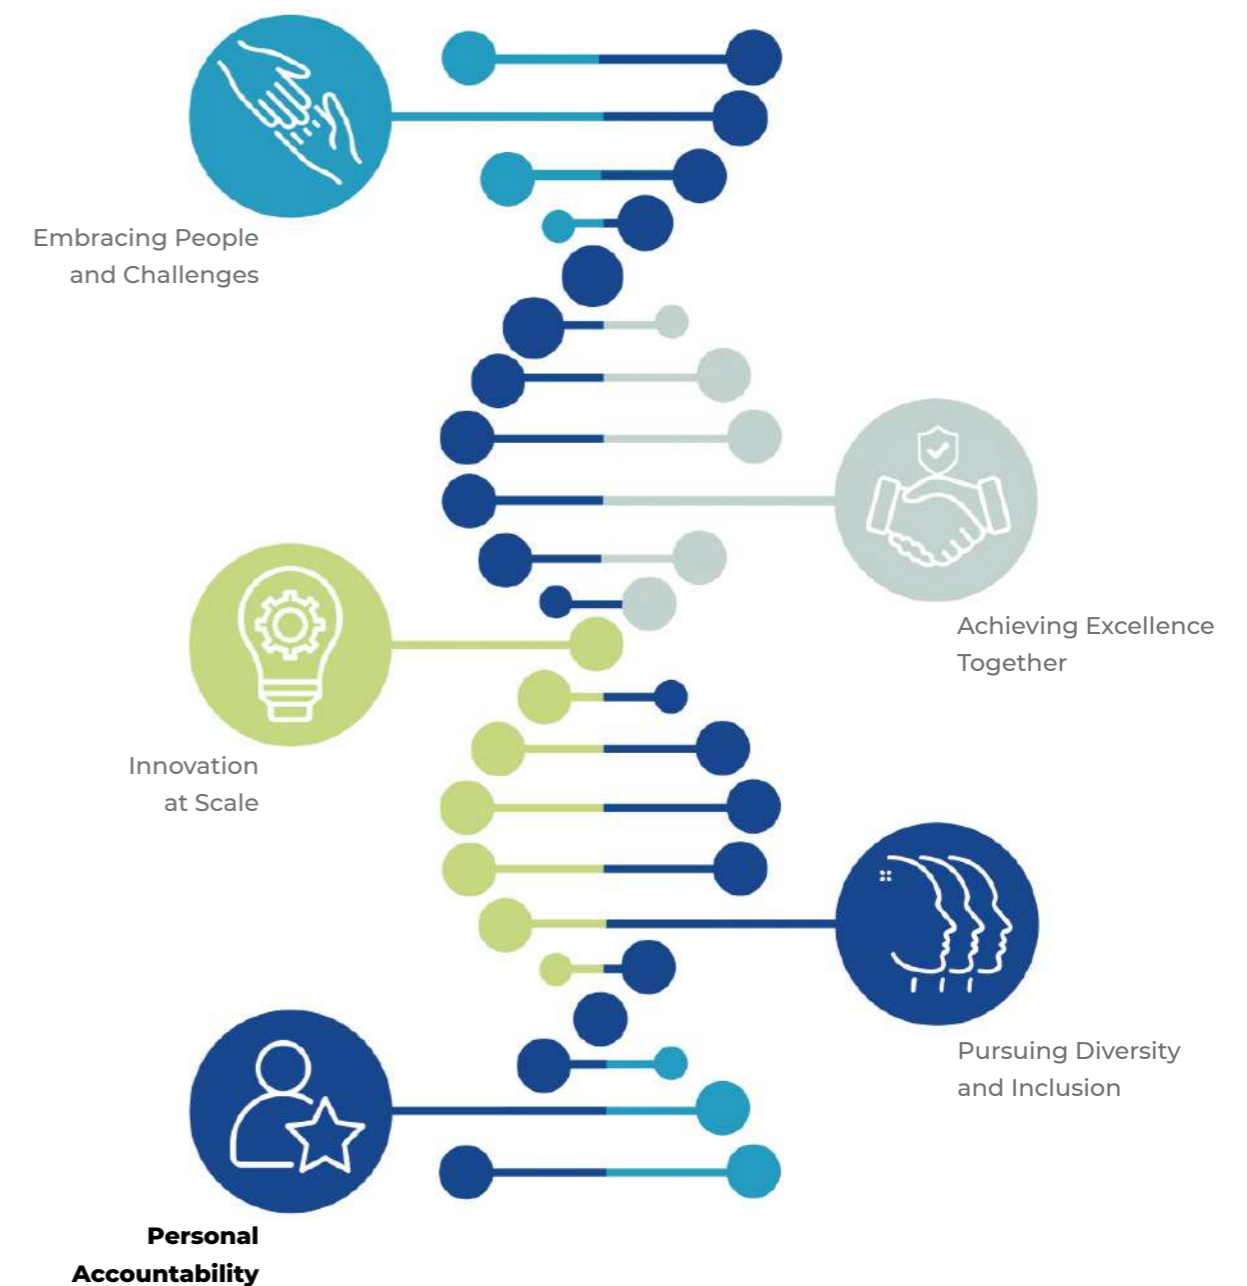 Embracing People
and Challenges
Achieving Excellence
Together
Innovation
at Scale
Pursuing Diversity
and Inclusion
Personal
Accountability